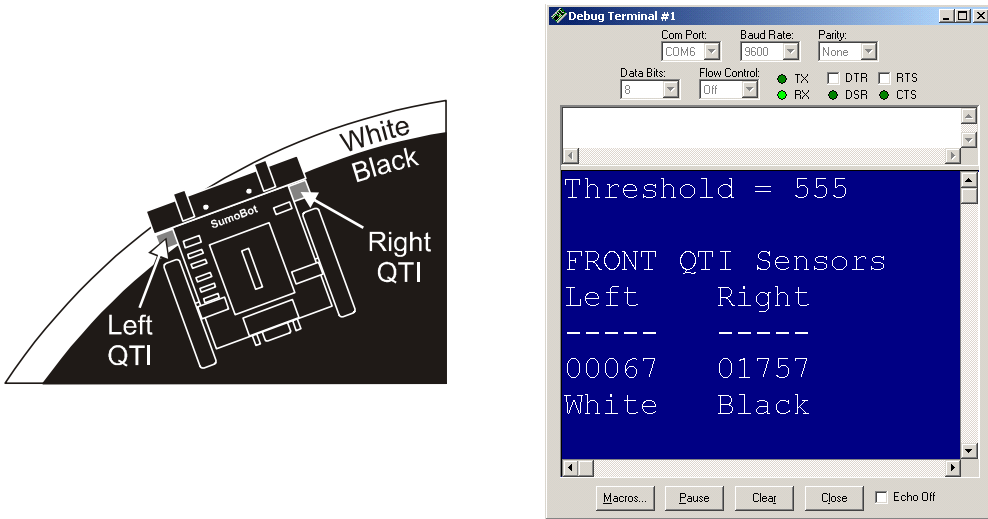 White
Black
SumoBot
Right
QTI
Left
QTI
Debug Terminal #1
Com Port: Baud Rate: Parity:
COM6 9600 None
Data Bits: Flow Control: TX DTR RTS
8 Off RX DSR CTS
Threshold = 555
FRONT QTI Sensors
Left Right
----- -----
00067 01757
White Black
Macros... Pause Clear Close Echo Off